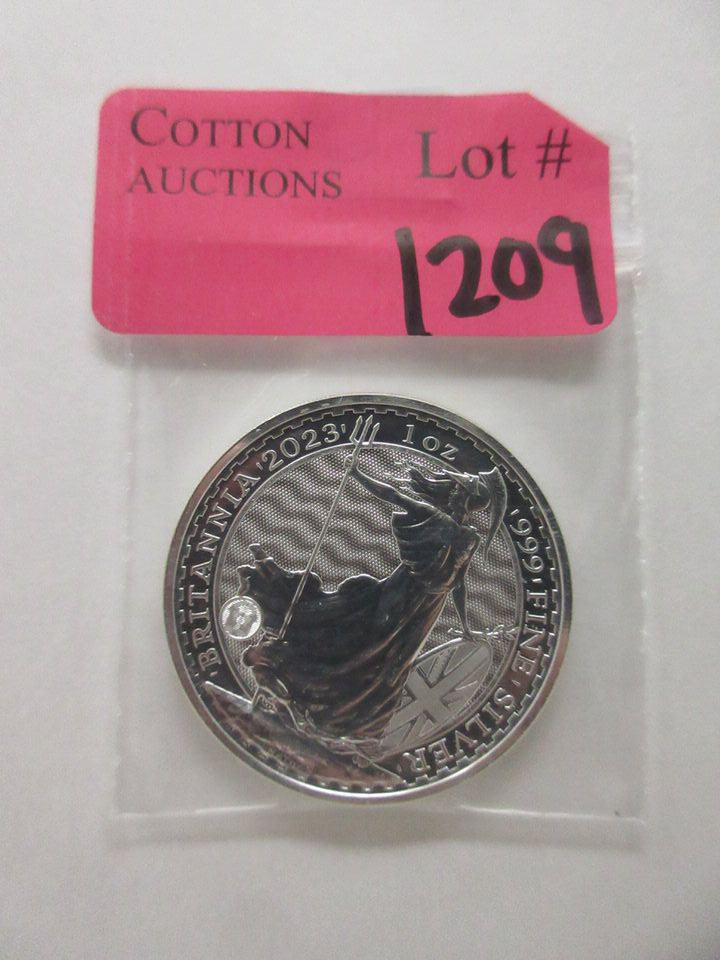 COTTON
AUCTIONS
Lot #
1209
BRITANNIA 2023 1 oz 999 FINE SILVER